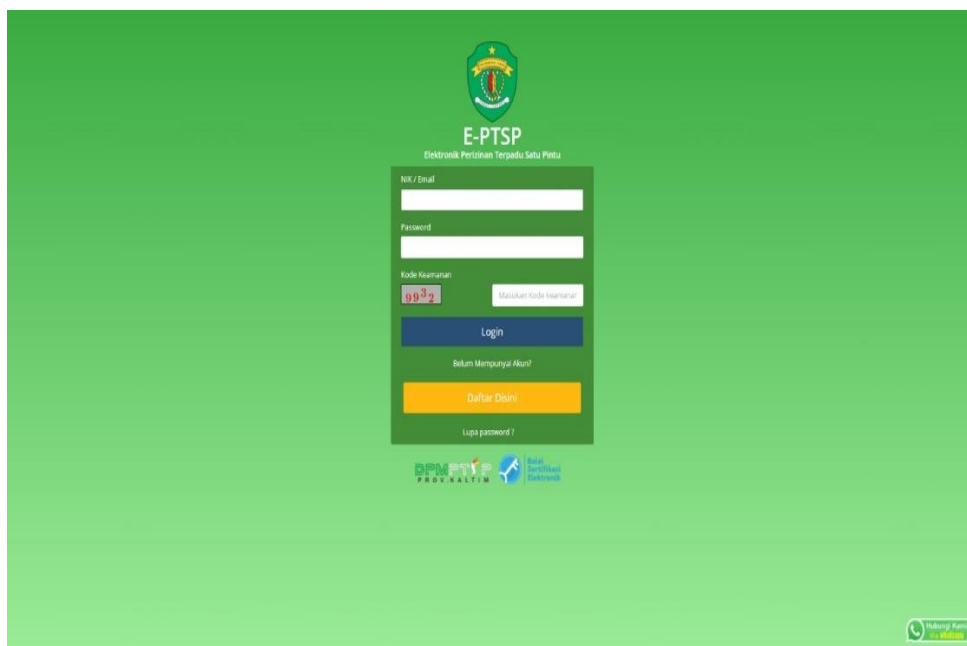 E-PTSP
Elektronik Perizinan Terpadu Satu Pintu
NIK / Email
Password
Kode Keamanan
9932
Masukan Kode keamanan
Login
Belum Mempunyai Akun?
Daftar Disini
Lupa password ?
DPMPTSP
PROV.KALTIM
Balai
Sertifikasi
Elektronik
Hubungi Kami
via Whatsapp